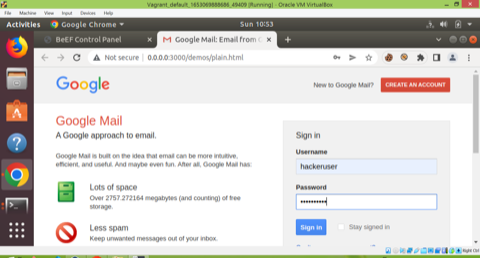 Vagrant_default_1653069888686_49409 [Running] - Oracle VM VirtualBox
File Machine View Input Devices Help
Activities Google Chrome Sun 10:53
BeEF Control Panel × Google Mail: Email from G ×
Not secure | 0.0.0.0:3000/demos/plain.html
Google New to Google Mail? CREATE AN ACCOUNT
Google Mail
A Google approach to email.
Google Mail is built on the idea that email can be more intuitive,
efficient, and useful. And maybe even fun. After all, Google Mail has:
Lots of space
Over 2757.272164 megabytes (and counting) of free
storage.
Less spam
Keep unwanted messages out of your inbox.
Sign in
Username
hackeruser
Password
••••••••••
Sign in Stay signed in
Right Ctrl